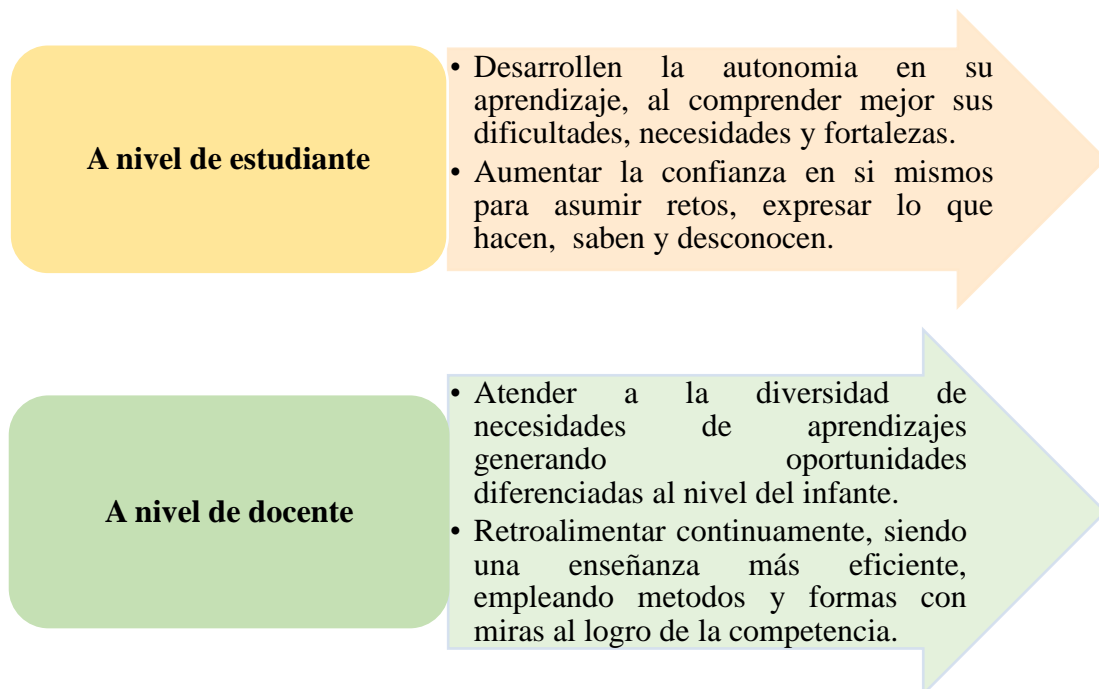 A nivel de estudiante
• Desarrollen la autonomia en su
aprendizaje, al comprender mejor sus
dificultades, necesidades y fortalezas.
• Aumentar la confianza en si mismos
para asumir retos, expresar lo que
hacen, saben y desconocen.
A nivel de docente
• Atender a la diversidad de
necesidades de aprendizajes
generando oportunidades
diferenciadas al nivel del infante.
• Retroalimentar continuamente, siendo
una enseñanza más eficiente,
empleando metodos y formas con
miras al logro de la competencia.